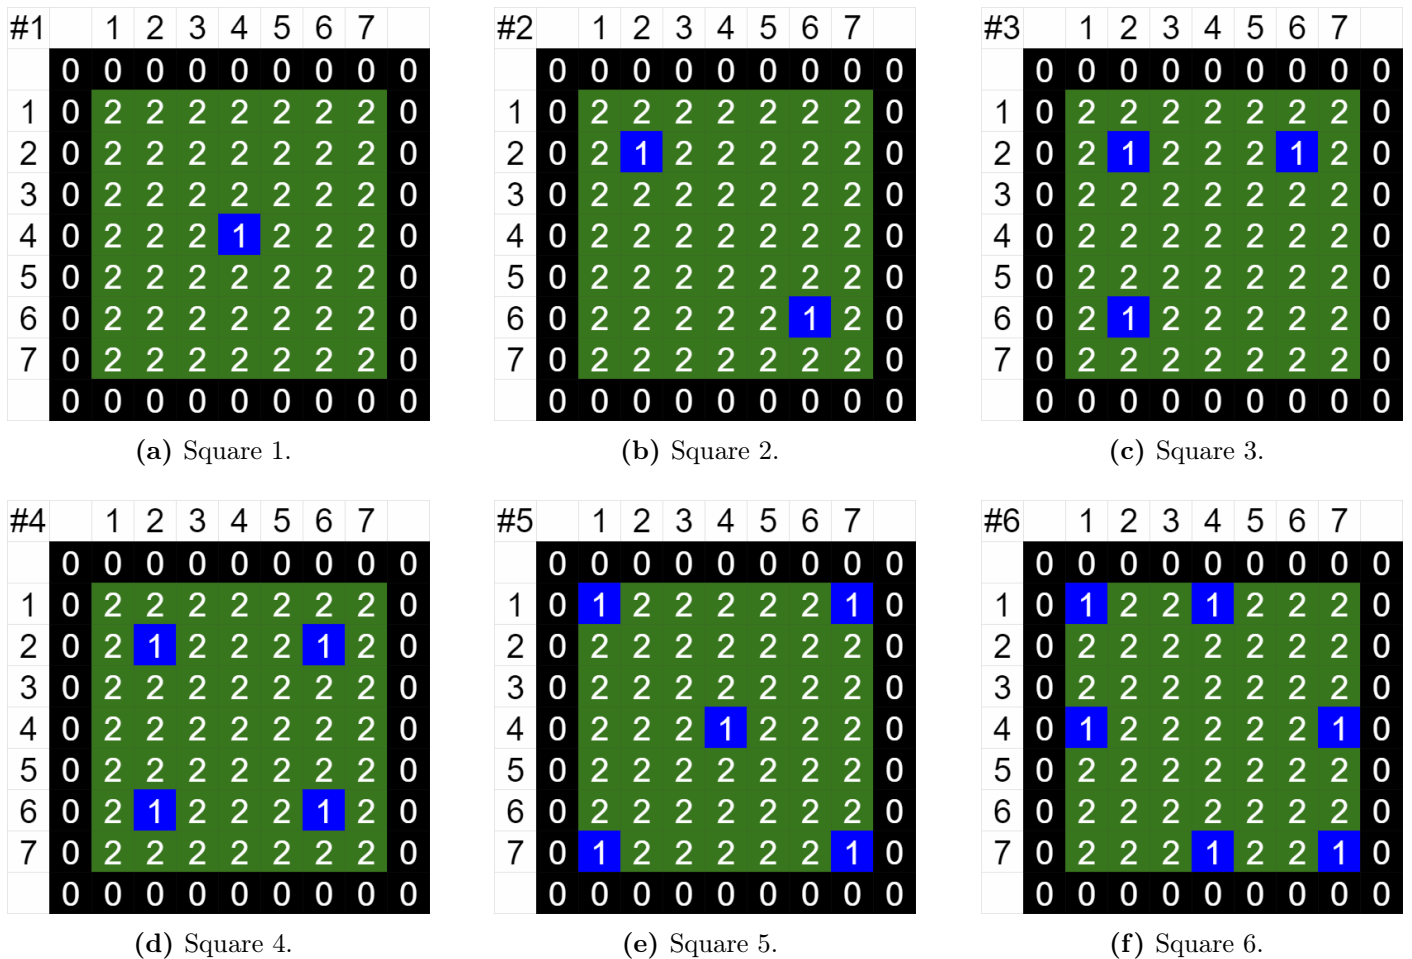 #1 1 2 3 4 5 6 7 #2 1 2 3 4 5 6 7 #3 1 2 3 4 5 6 7
0 0 0 0 0 0 0 0 0 0 0 0 0 0 0 0 0 0 0 0 0 0 0 0 0 0 0
1 0 2 2 2 2 2 2 2 0 1 0 2 2 2 2 2 2 2 0 1 0 2 2 2 2 2 2 2 0
2 0 2 2 2 2 2 2 2 0 2 0 2 1 2 2 2 2 2 0 2 0 2 1 2 2 2 1 2 0
3 0 2 2 2 2 2 2 2 0 3 0 2 2 2 2 2 2 2 0 3 0 2 2 2 2 2 2 2 0
4 0 2 2 2 1 2 2 2 0 4 0 2 2 2 2 2 2 2 0 4 0 2 2 2 2 2 2 2 0
5 0 2 2 2 2 2 2 2 0 5 0 2 2 2 2 2 2 2 0 5 0 2 2 2 2 2 2 2 0
6 0 2 2 2 2 2 2 2 0 6 0 2 2 2 2 2 1 2 0 6 0 2 1 2 2 2 2 2 0
7 0 2 2 2 2 2 2 2 0 7 0 2 2 2 2 2 2 2 0 7 0 2 2 2 2 2 2 2 0
0 0 0 0 0 0 0 0 0 0 0 0 0 0 0 0 0 0 0 0 0 0 0 0 0 0 0
(a) Square 1. (b) Square 2. (c) Square 3.
#4 1 2 3 4 5 6 7 #5 1 2 3 4 5 6 7 #6 1 2 3 4 5 6 7
0 0 0 0 0 0 0 0 0 0 0 0 0 0 0 0 0 0 0 0 0 0 0 0 0 0 0
1 0 2 2 2 2 2 2 2 0 1 0 1 2 2 2 2 2 1 0 1 0 1 2 2 1 2 2 2 0
2 0 2 1 2 2 2 1 2 0 2 0 2 2 2 2 2 2 2 0 2 0 2 2 2 2 2 2 2 0
3 0 2 2 2 2 2 2 2 0 3 0 2 2 2 2 2 2 2 0 3 0 2 2 2 2 2 2 2 0
4 0 2 2 2 2 2 2 2 0 4 0 2 2 2 1 2 2 2 0 4 0 1 2 2 2 2 2 1 0
5 0 2 2 2 2 2 2 2 0 5 0 2 2 2 2 2 2 2 0 5 0 2 2 2 2 2 2 2 0
6 0 2 1 2 2 2 1 2 0 6 0 2 2 2 2 2 2 2 0 6 0 2 2 2 2 2 2 2 0
7 0 2 2 2 2 2 2 2 0 7 0 1 2 2 2 2 2 1 0 7 0 2 2 2 1 2 2 1 0
0 0 0 0 0 0 0 0 0 0 0 0 0 0 0 0 0 0 0 0 0 0 0 0 0 0 0
(d) Square 4. (e) Square 5. (f) Square 6.